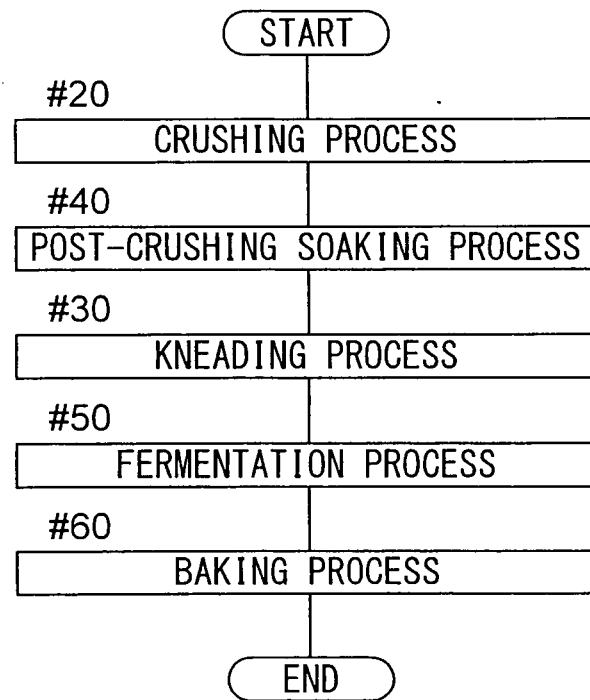 START
#20
CRUSHING PROCESS
#40
POST-CRUSHING SOAKING PROCESS
#30
KNEADING PROCESS
#50
FERMENTATION PROCESS
#60
BAKING PROCESS
END